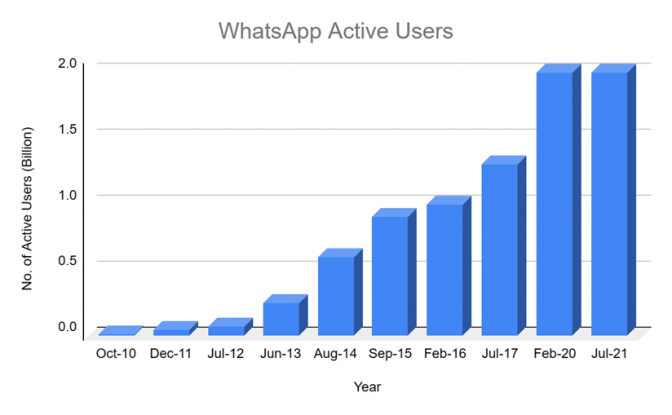 WhatsApp Active Users
2.0
1.5
1.0
0.5
0.0
No. of Active Users (Billion)
Oct-10 Dec-11 Jul-12 Jun-13 Aug-14 Sep-15 Feb-16 Jul-17 Feb-20 Jul-21
Year